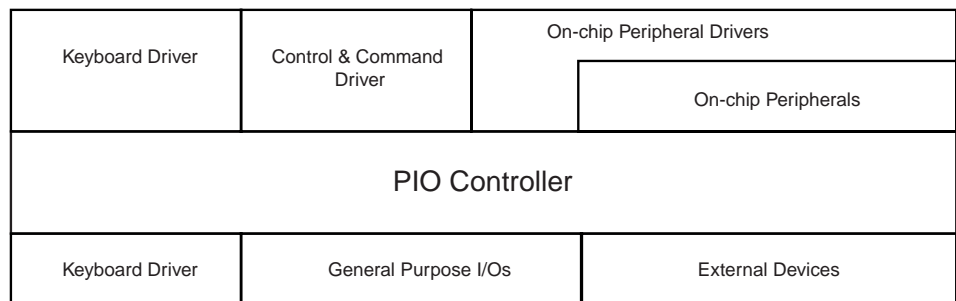 On-chip Peripheral Drivers
Keyboard Driver
Control & Command
Driver
On-chip Peripherals
PIO Controller
Keyboard Driver
General Purpose I/Os
External Devices